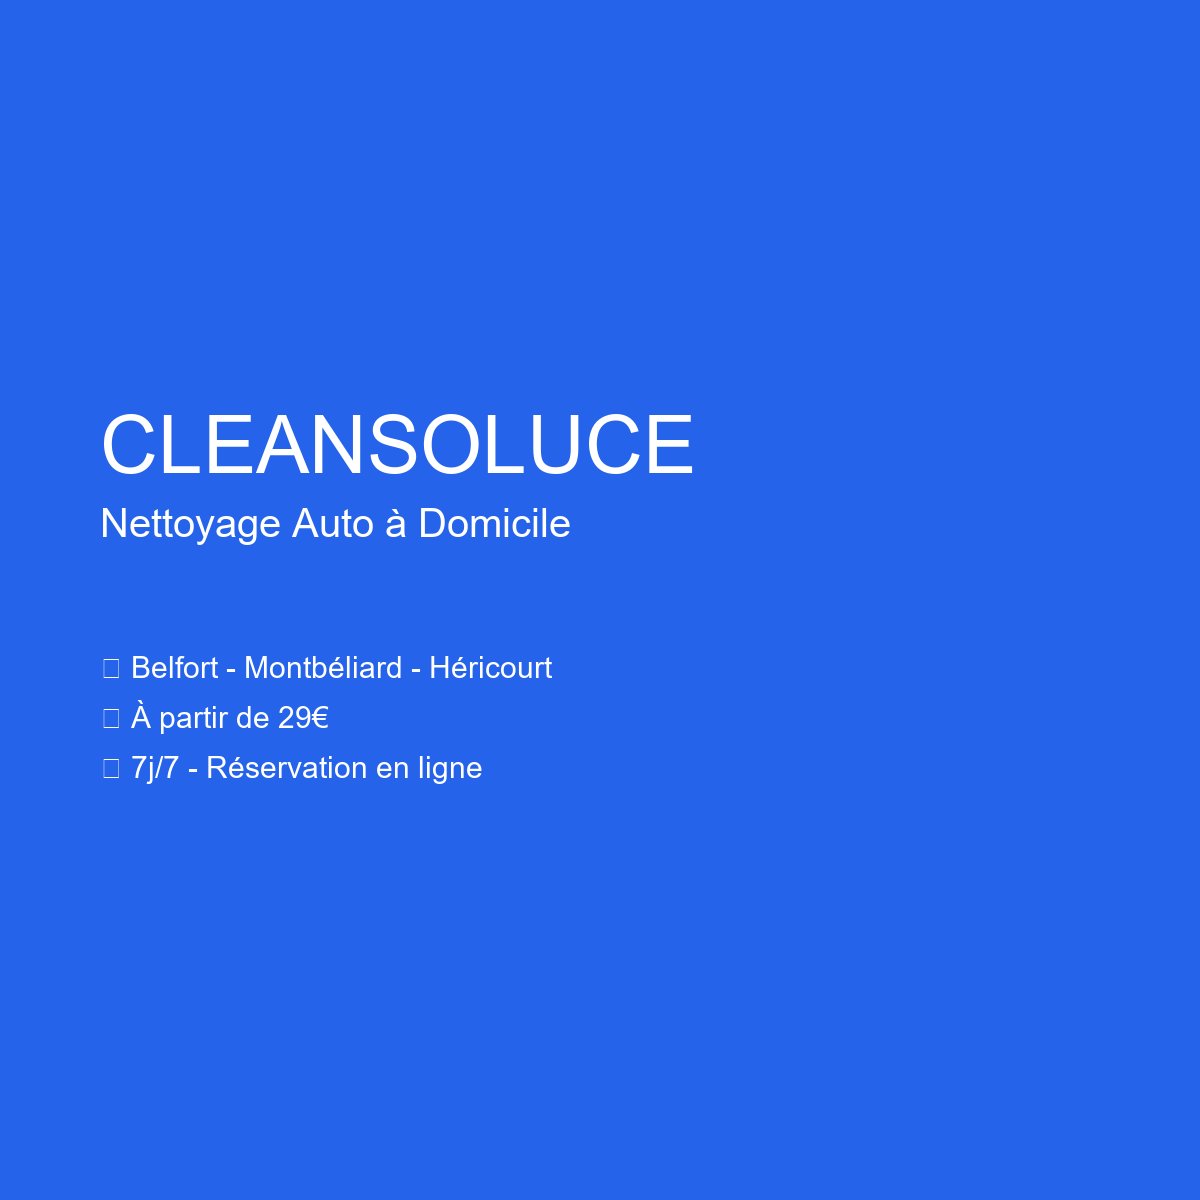 CLEANSOLUCE
Nettoyage Auto à Domicile
Belfort - Montbéliard - Héricourt
À partir de 29€
7j/7 - Réservation en ligne